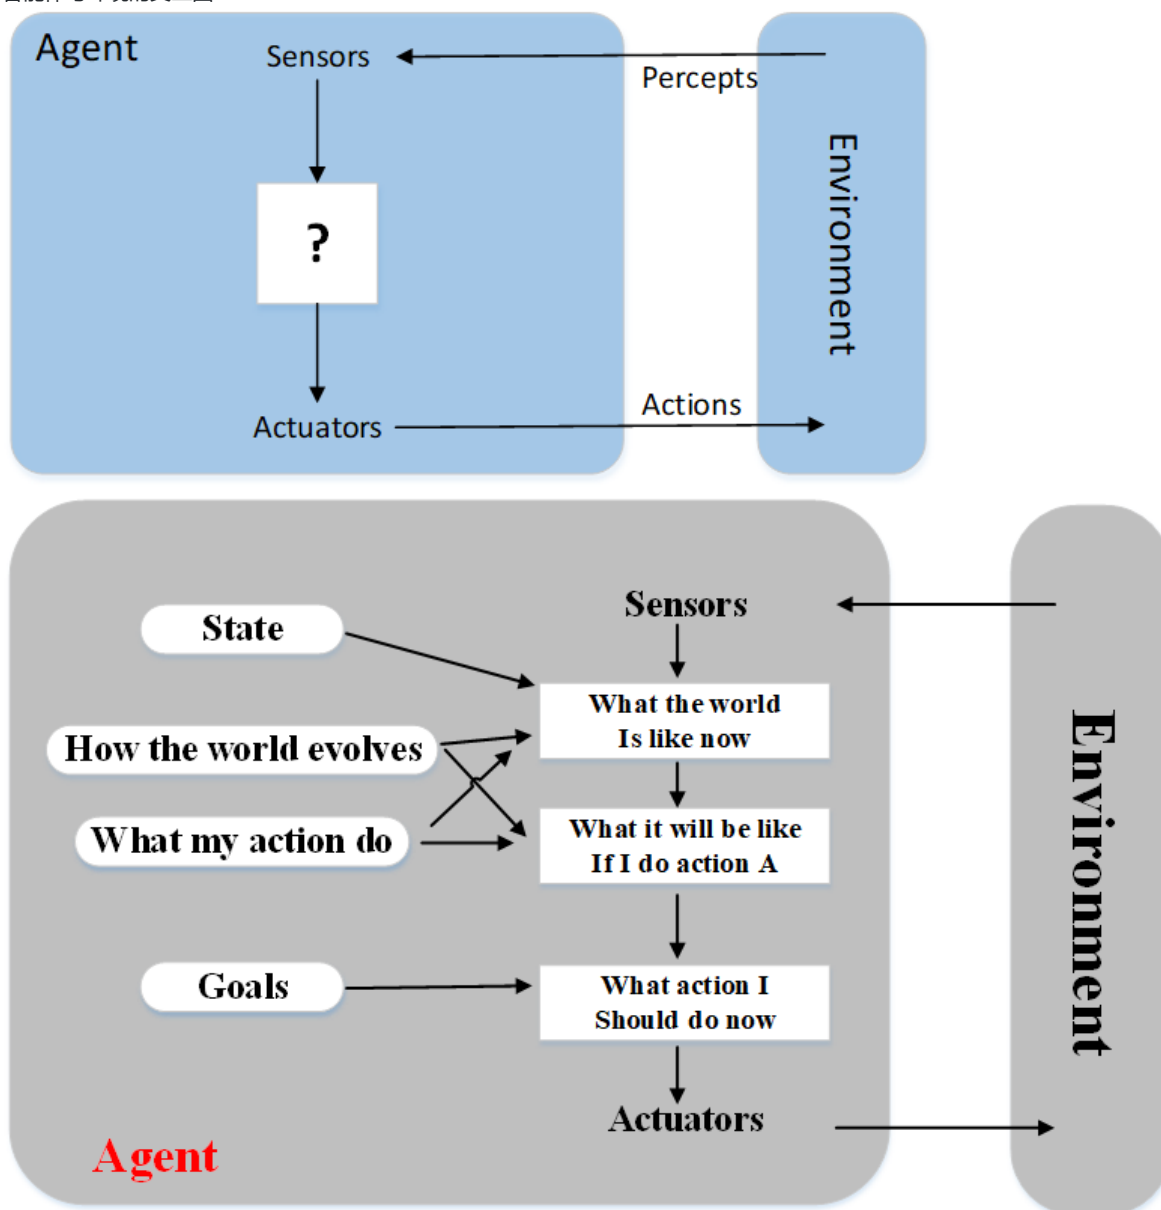 Agent
Sensors
Percepts
?
Environment
Actions
Actuators
Sensors
State
What the world
Is like now
How the world evolves
What my action do
What it will be like
If I do action A
Goals
What action I
Should do now
Actuators
Agent
Environment